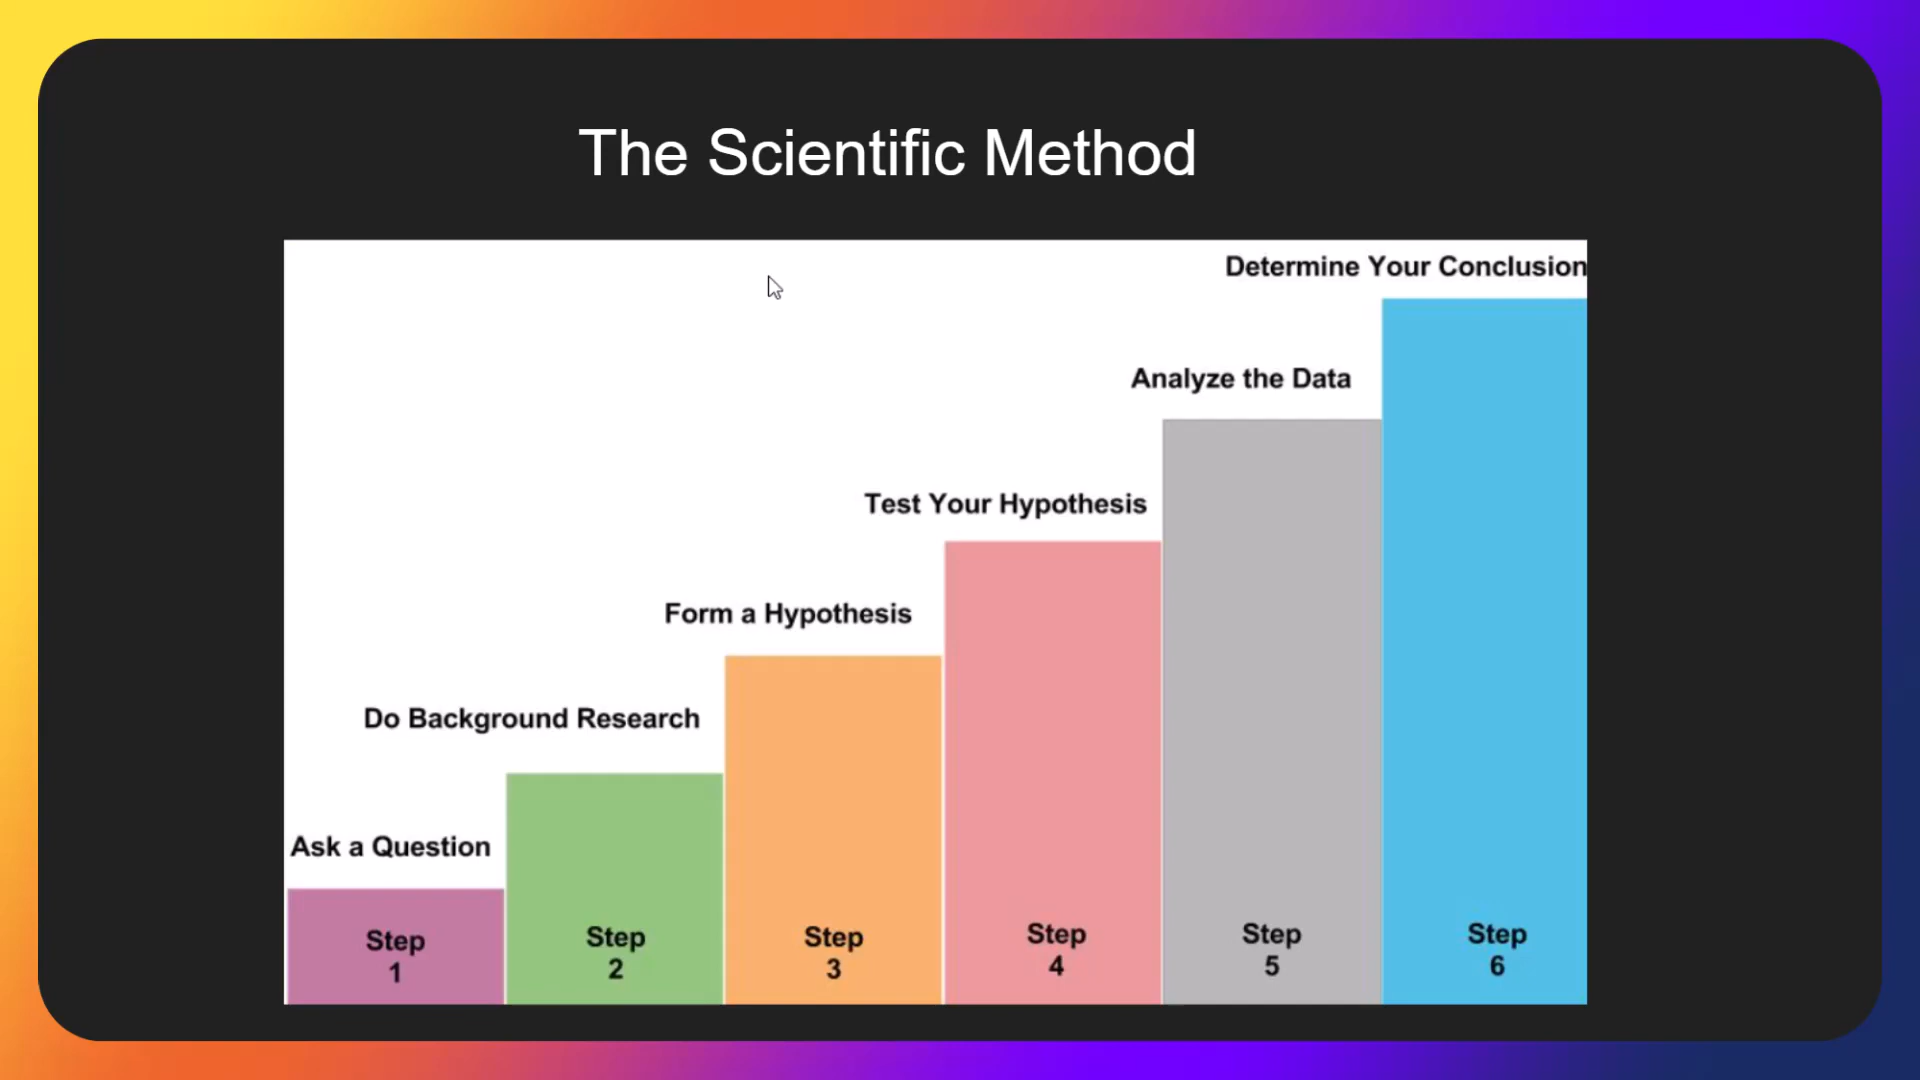 The Scientific Method
Determine Your Conclusion
Analyze the Data
Test Your Hypothesis
Form a Hypothesis
Do Background Research
Ask a Question
Step
1
Step
2
Step
3
Step
4
Step
5
Step
6